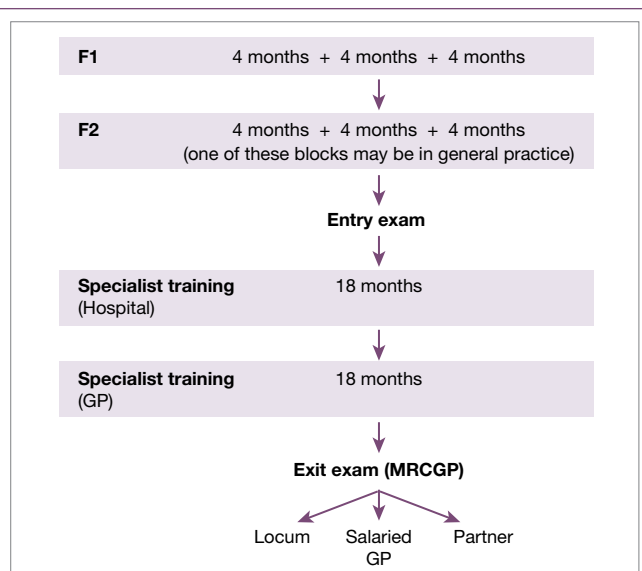 F1 4 months + 4 months + 4 months
F2 4 months + 4 months + 4 months
(one of these blocks may be in general practice)
Entry exam
Specialist training 18 months
(Hospital)
Specialist training 18 months
(GP)
Exit exam (MRCGP)
Locum Salaried Partner
GP